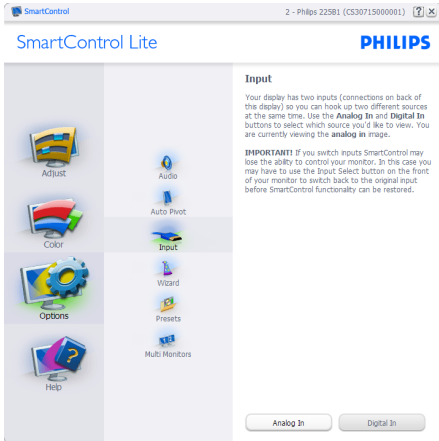 SmartControl
2 - Philips 225B1 (CS30715000001)
?
SmartControl Lite
PHILIPS
Adjust
Color
Options
Help
Audio
Auto Pivot
Input
Wizard
Presets
Multi Monitors
Input
Your display has two inputs (connections on back of
this display) so you can hook up two different sources
at the same time. Use the Analog In and Digital In
buttons to select which source you'd like to view. You
are currently viewing the analog in image.
IMPORTANT! If you switch inputs SmartControl may
lose the ability to control your monitor. In this case you
may have to use the Input Select button on the front
of your monitor to switch back to the original input
before SmartControl functionality can be restored.
Analog In
Digital In